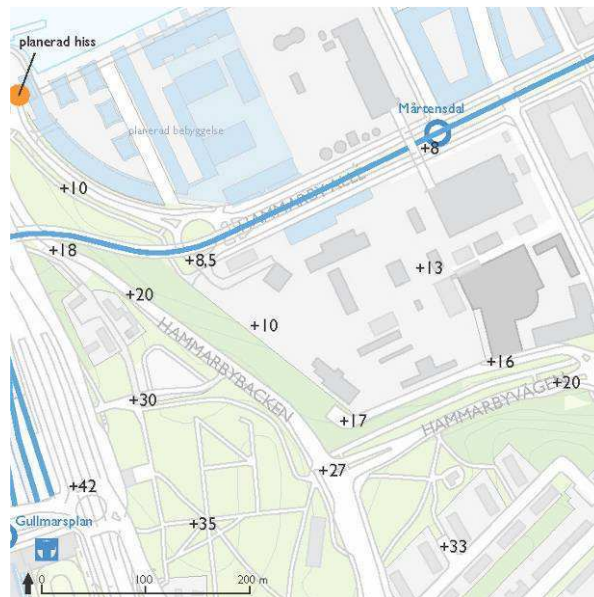 planerad hiss
Mårtensdal
planerad bebyggelse
+8
+10
HAMMARBY ALLÉ
+18
+8,5
+13
+20
+10
HAMMARBYBACKEN
+16
+30
+20
+17
HAMMARBYVÄGEN
+27
+42
Gullmarsplan
+35
+33
0 100 200 m